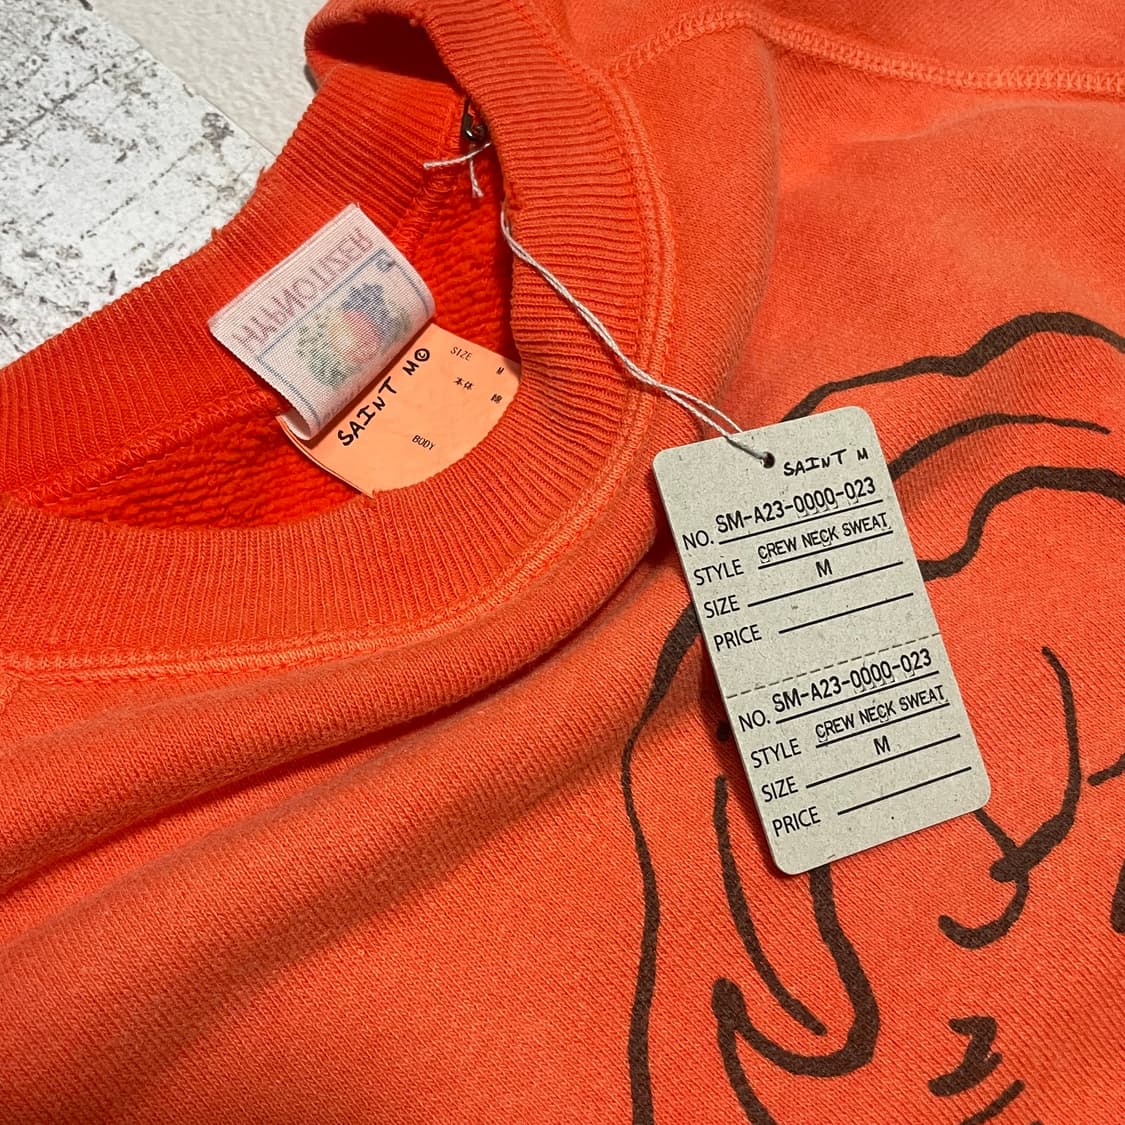 HAPNOTIZER
SAINT M©
SIZE M
本体 綿
BODY
SAINT M
NO. SM-A23-0000-023
STYLE CREW NECK SWEAT
SIZE M
PRICE
NO. SM-A23-0000-023
STYLE CREW NECK SWEAT
SIZE M
PRICE